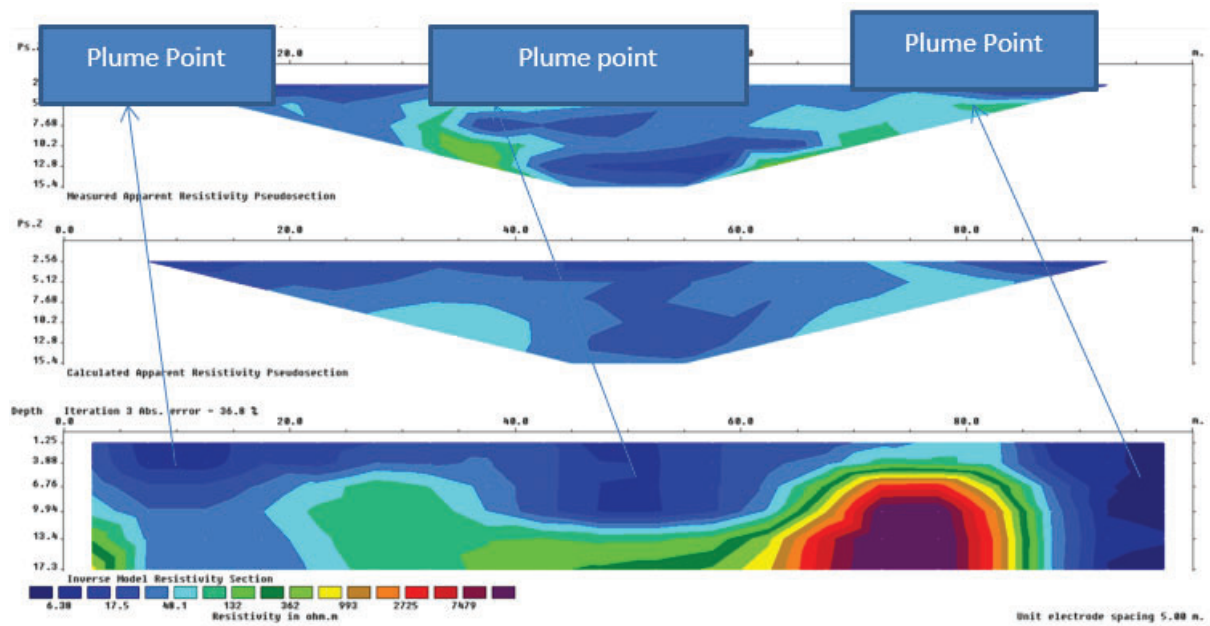 Plume Point
Plume point
Plume Point
Ps.Z 20.0 m.
7.68
10.2
12.8
15.4
Measured Apparent Resistivity Pseudosection
Ps.Z 0.0 20.0 40.0 60.0 80.0 m.
2.56
5.12
7.68
10.2
12.8
15.4
Calculated Apparent Resistivity Pseudosection
Depth Iteration 3 Abs. error = 36.8 %
0.0 20.0 40.0 60.0 80.0 m.
1.25
3.88
6.76
9.94
13.4
17.3
Inverse Model Resistivity Section
6.38 17.5 48.1 132 362 993 2725 7479
Resistivity in ohm.m
Unit electrode spacing 5.00 m.